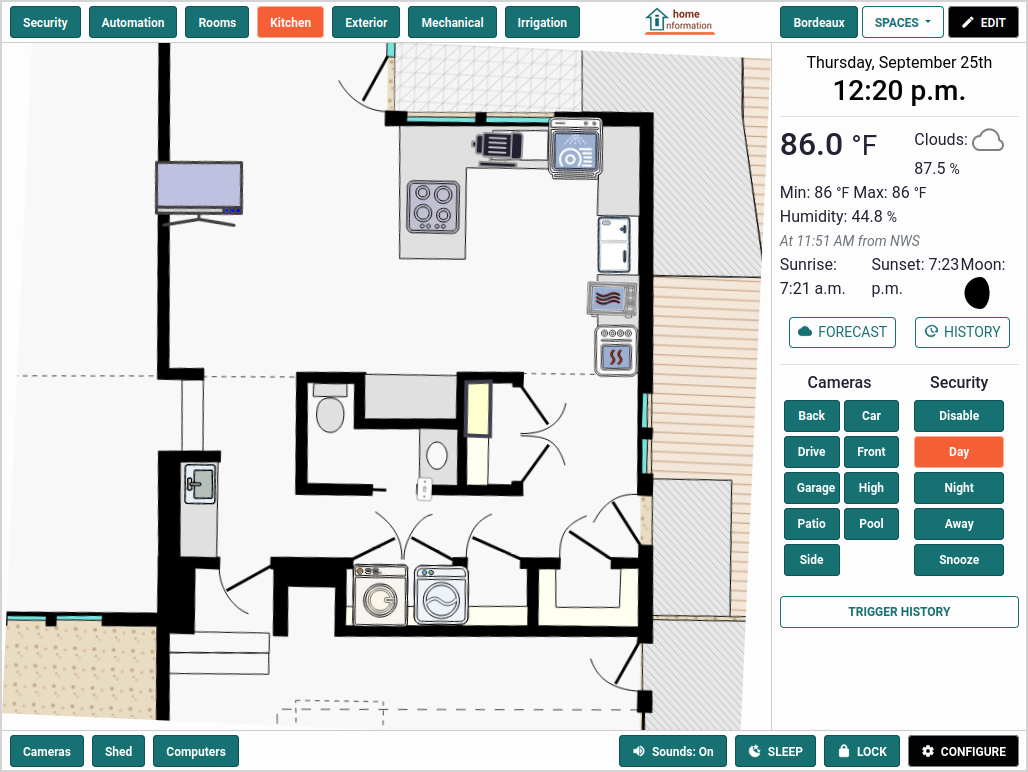 Security Automation Rooms Kitchen Exterior Mechanical Irrigation home Bordeaux SPACES EDIT
nformation
Thursday, September 25th
12:20 p.m.
86.0 °F Clouds:
87.5 %
Min: 86 °F Max: 86 °F
Humidity: 44.8 %
At 11:51 AM from NWS
Sunrise: Sunset: 7:23 Moon:
7:21 a.m. p.m.
FORECAST HISTORY
Cameras Security
Back Car Disable
Drive Front Day
Garage High Night
Patio Pool Away
Side Snooze
TRIGGER HISTORY
Cameras Shed Computers Sounds: On SLEEP LOCK CONFIGURE